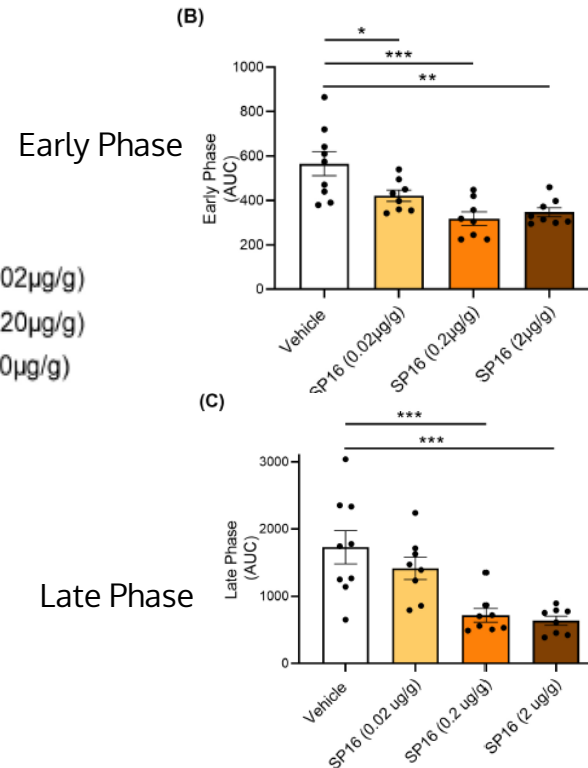 (B)
*
***
**
Early Phase
Early Phase
(AUC)
1000
800
600
400
200
0
02µg/g)
20µg/g)
0µg/g)
Vehicle
SP16 (0.02µg/g)
SP16 (0.2µg/g)
SP16 (2µg/g)
(C)
***
***
Late Phase
Late Phase
(AUC)
3000
2000
1000
0
Vehicle
SP16 (0.02 ug/g)
SP16 (0.2 ug/g)
SP16 (2 ug/g)